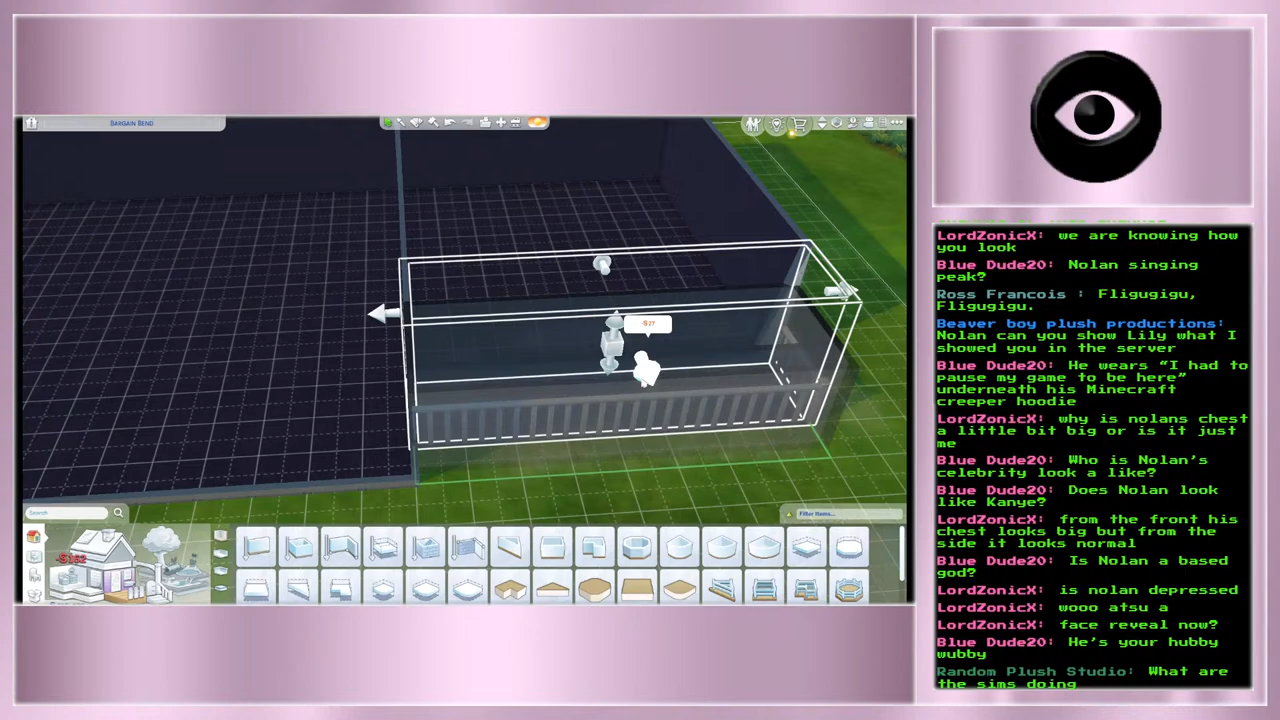 BARGAIN BEND
-§27
Search
Filter Items...
-§162
LordZonicX: we are knowing how
you look
Blue Dude20: Nolan singing
peak?
Ross Francois : Fligugigu,
Fligugigu.
Beaver boy plush productions:
Nolan can you show Lily what I
showed you in the server
Blue Dude20: He wears “I had to
pause my game to be here”
underneath his Minecraft
creeper hoodie
LordZonicX: why is nolans chest
a little bit big or is it just
me
Blue Dude20: Who is Nolan’s
celebrity look a like?
Blue Dude20: Does Nolan look
like Kanye?
LordZonicX: from the front his
chest looks big but from the
side it looks normal
Blue Dude20: Is Nolan a based
god?
LordZonicX: is nolan depressed
LordZonicX: wooo atsu a
LordZonicX: face reveal now?
Blue Dude20: He’s your hubby
wubby
Random Plush Studio: What are
the sims doing